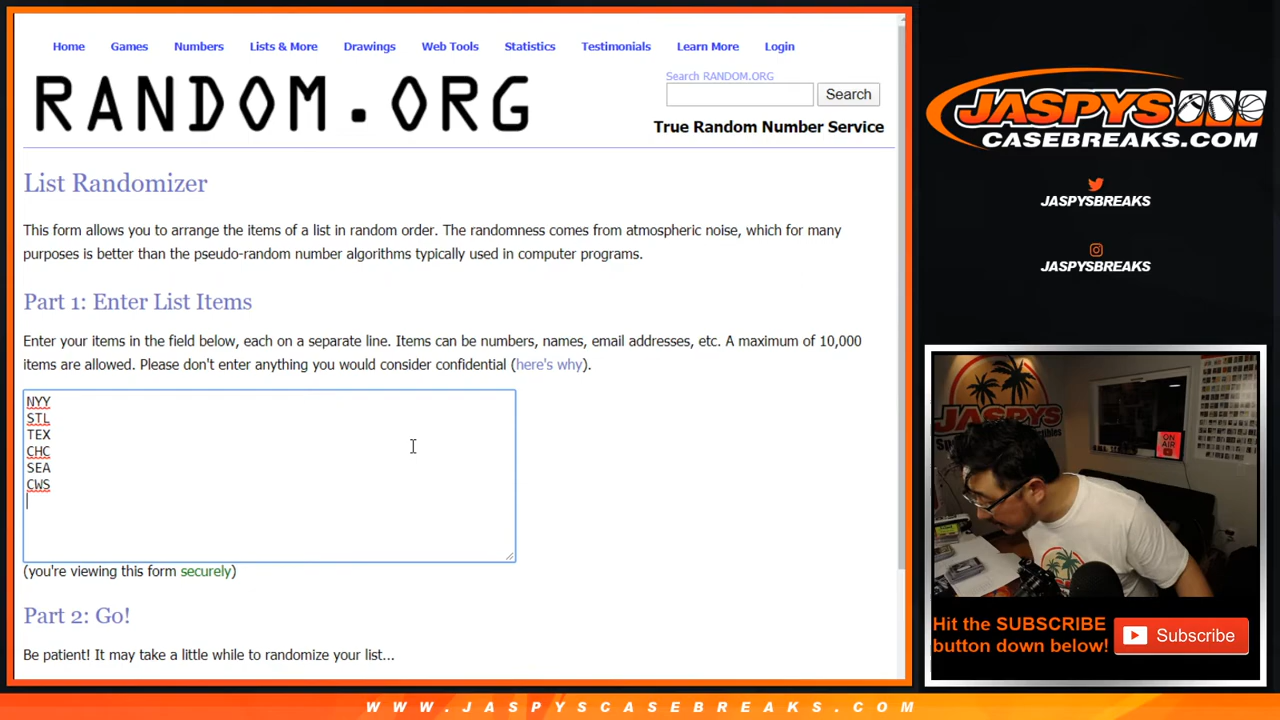 Home Games Numbers Lists & More Drawings Web Tools Statistics Testimonials Learn More Login
RANDOM.ORG
Search RANDOM.ORG
Search
True Random Number Service
List Randomizer
This form allows you to arrange the items of a list in random order. The randomness comes from atmospheric noise, which for many
purposes is better than the pseudo-random number algorithms typically used in computer programs.
Part 1: Enter List Items
Enter your items in the field below, each on a separate line. Items can be numbers, names, email addresses, etc. A maximum of 10,000
items are allowed. Please don't enter anything you would consider confidential (here's why).
NYY
STL
TEX
CHC
SEA
CWS
(you're viewing this form securely)
Part 2: Go!
Be patient! It may take a little while to randomize your list...
JASPYS
CASEBREAKS.COM
JASPYSBREAKS
JASPYSBREAKS
JASPYS
ON
AIR
Hit the SUBSCRIBE
button down below!
Subscribe
WWW.JASPYSCASEBREAKS.COM